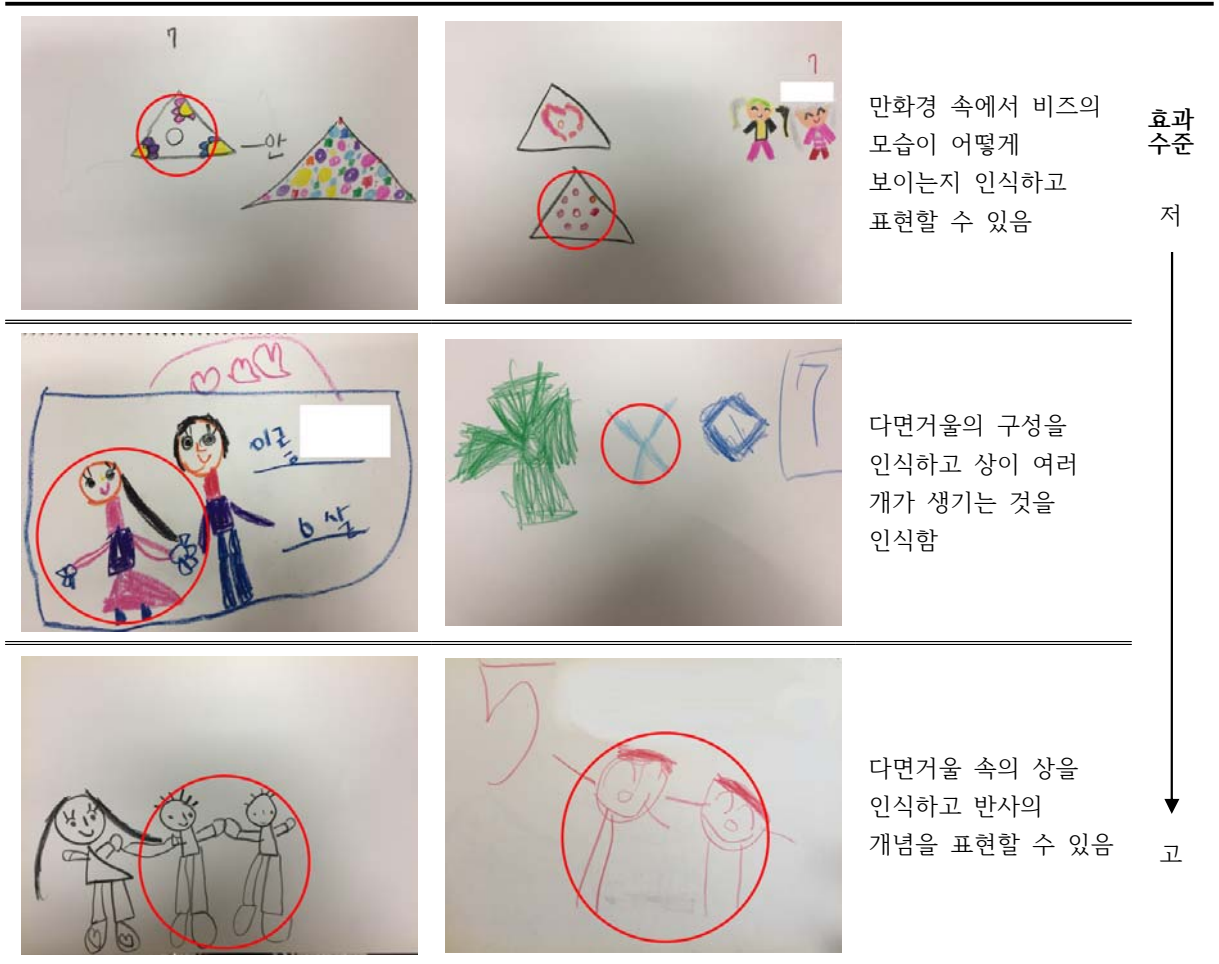 7
안
7
만화경 속에서 비즈의
모습이 어떻게
보이는지 인식하고
표현할 수 있음
효과
수준
저
이름
6살
7
다면거울의 구성을
인식하고 상이 여러
개가 생기는 것을
인식함
5
다면거울 속의 상을
인식하고 반사의
개념을 표현할 수 있음
고